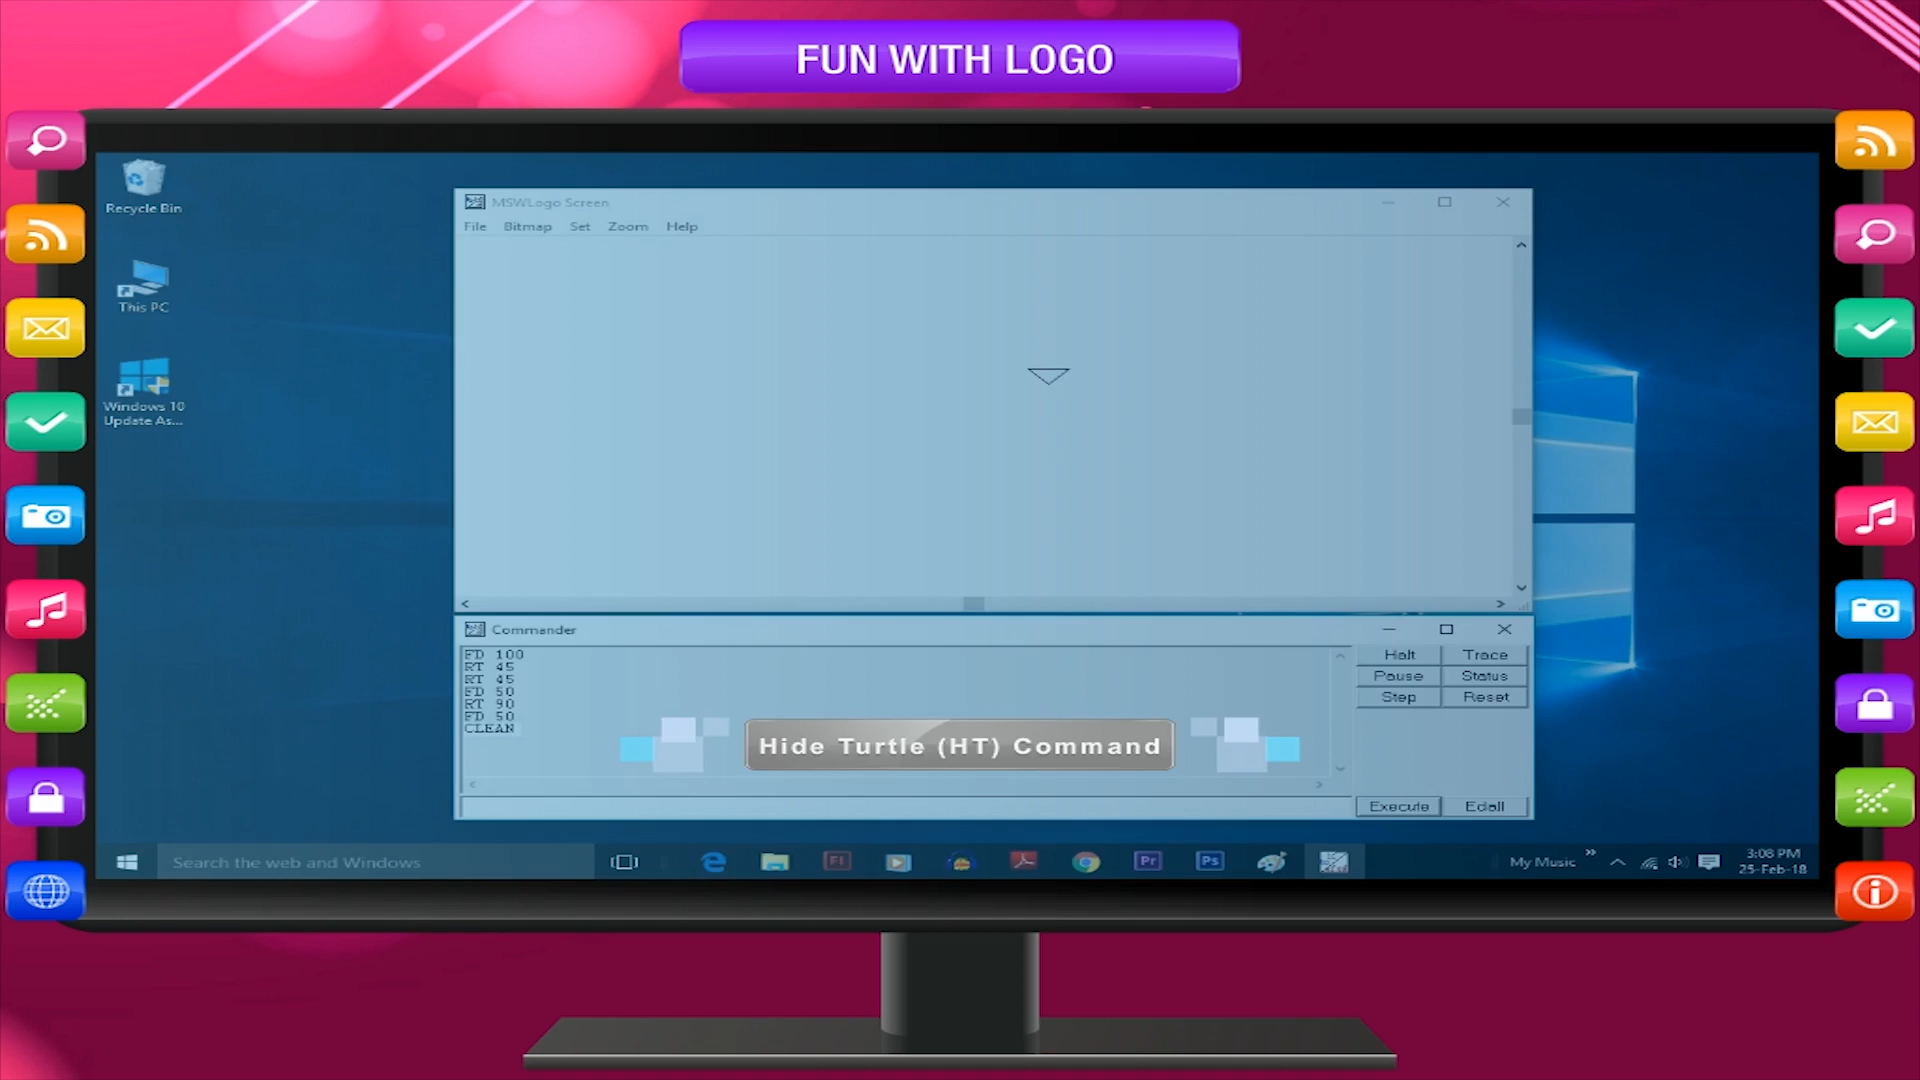 FUN WITH LOGO
Recycle Bin
This PC
Windows 10
Update As...
MSWLogo Screen
File Bitmap Set Zoom Help
Commander
FD 100
RT 45
RT 45
FD 50
RT 90
FD 50
CLEAN
Halt Trace
Pause Status
Step Reset
Hide Turtle (HT) Command
Execute Edall
Search the web and Windows
Fl
Pr
Ps
My Music
3:08 PM
25-Feb-18